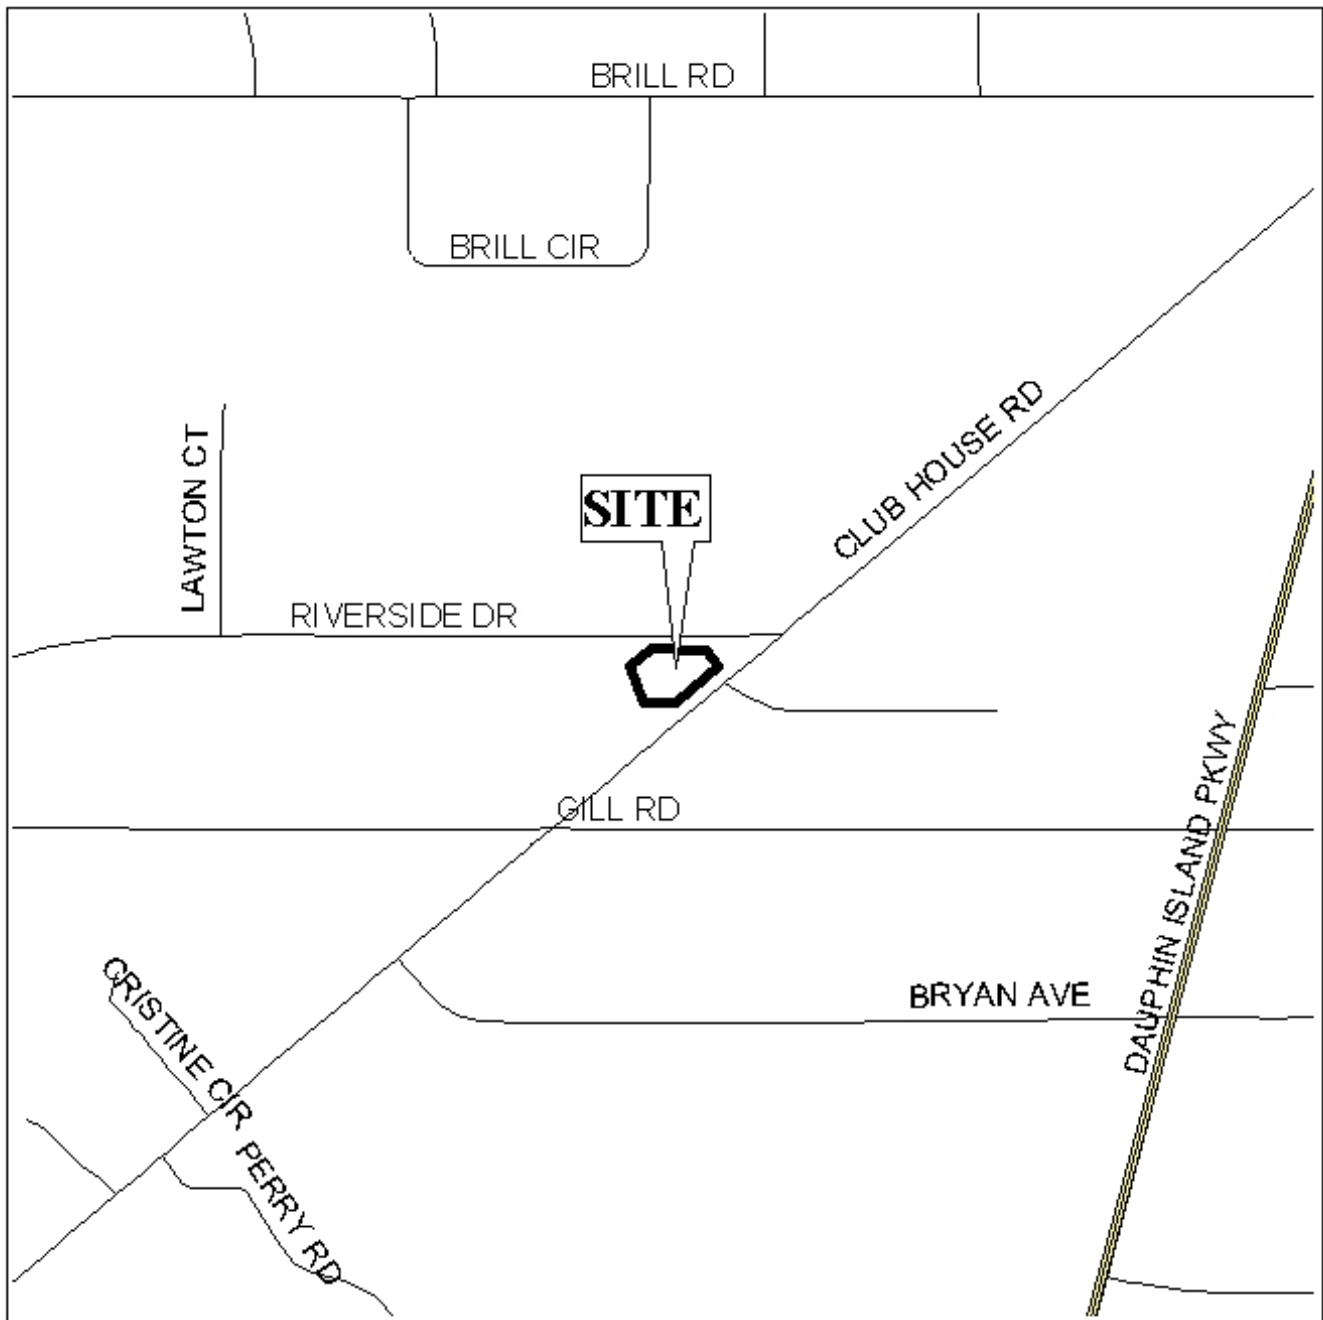 BRILL RD
BRILL CIR
CLUB HOUSE RD
LAWTON CT
SITE
RIVERSIDE DR
GILL RD
DAUPHIN ISLAND PKWY
CRISTINE CIR
BRYAN AVE
PERRY RD